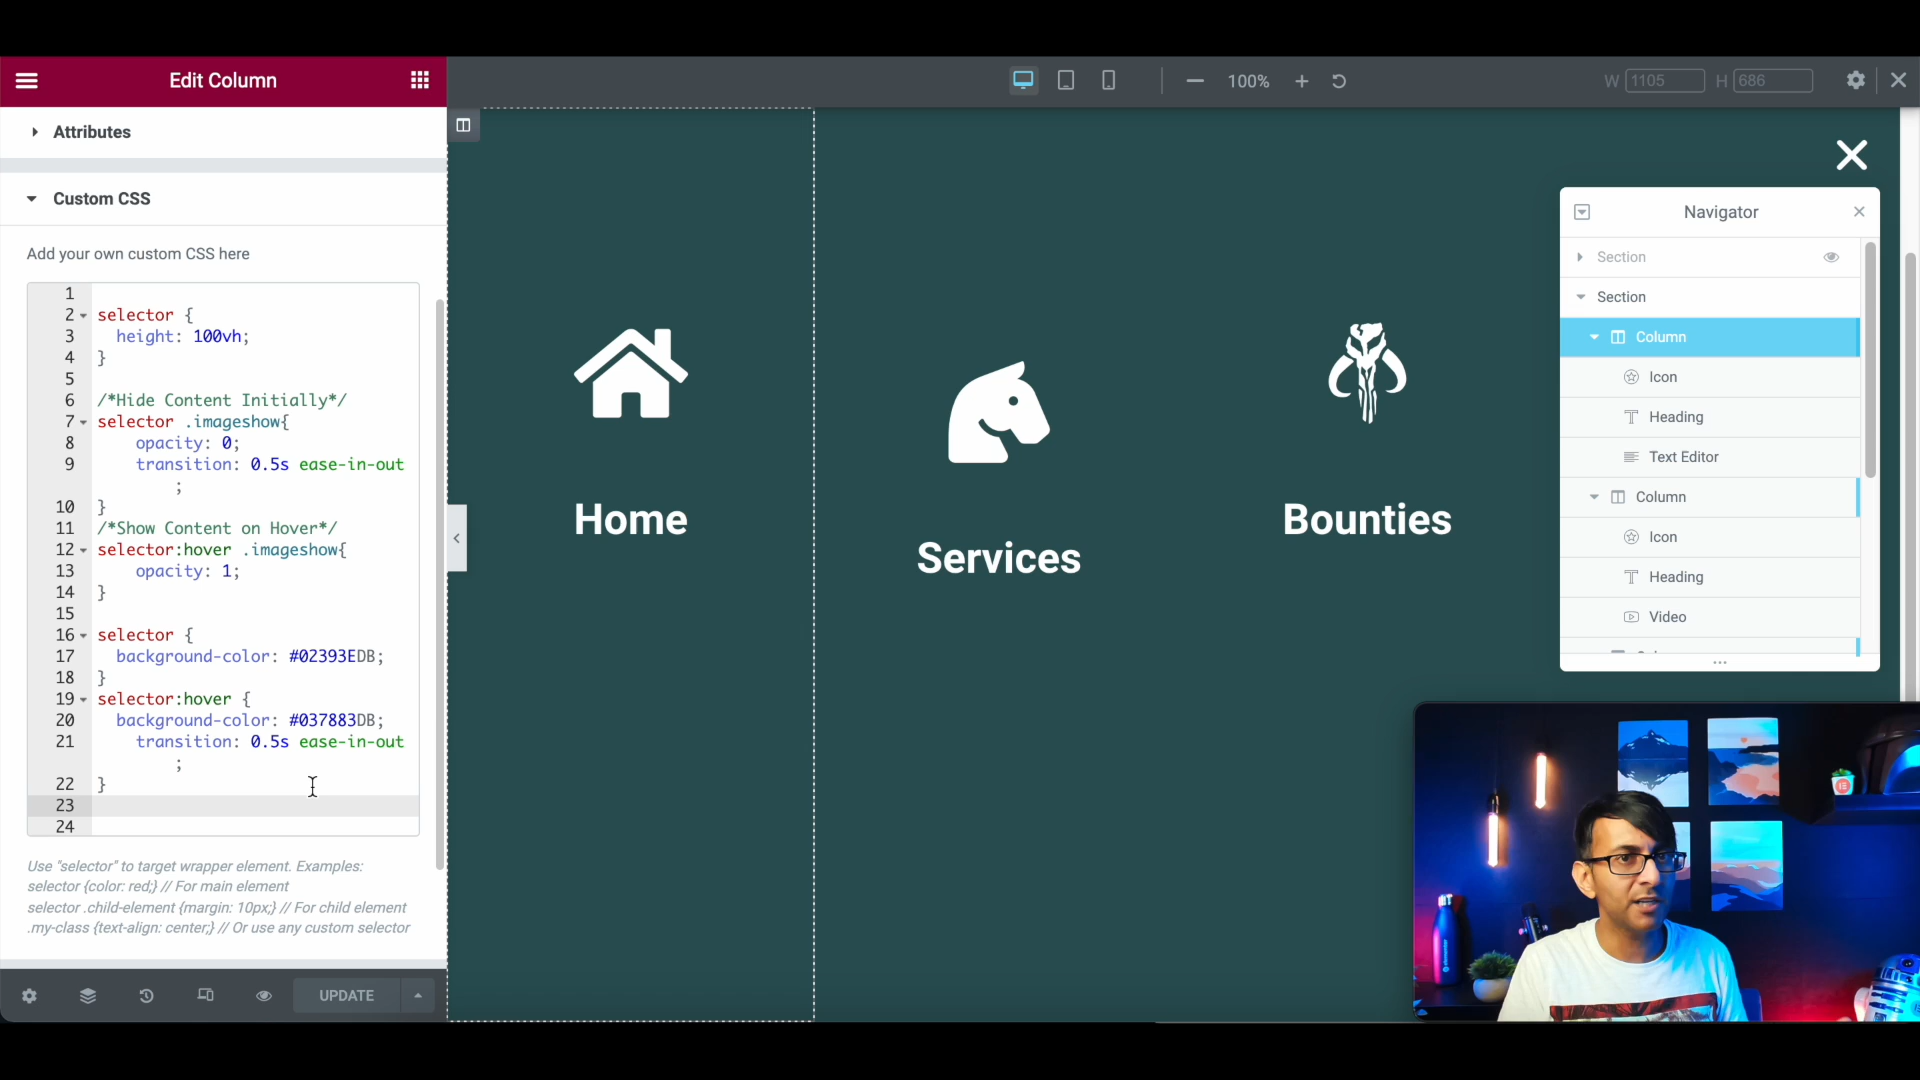 Edit Column
100%
W 1105 H 686
Attributes
Custom CSS
Add your own custom CSS here
1
2 selector {
3 height: 100vh;
4 }
5
6 /*Hide Content Initially*/
7 selector .imageshow{
8 opacity: 0;
9 transition: 0.5s ease-in-out
;
10 }
11 /*Show Content on Hover*/
12 selector:hover .imageshow{
13 opacity: 1;
14 }
15
16 selector {
17 background-color: #02393EDB;
18 }
19 selector:hover {
20 background-color: #037883DB;
21 transition: 0.5s ease-in-out
;
22 }
23
24
Use "selector" to target wrapper element. Examples:
selector {color: red;} // For main element
selector .child-element {margin: 10px;} // For child element
.my-class {text-align: center;} // Or use any custom selector
UPDATE
Home
Services
Bounties
Navigator
Section
Section
Column
Icon
Heading
Text Editor
Column
Icon
Heading
Video